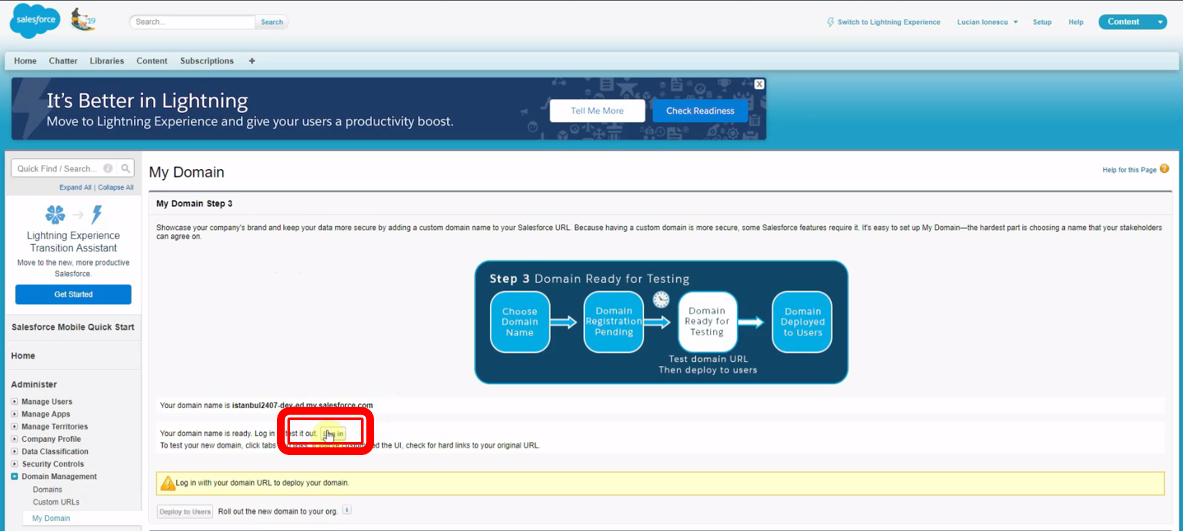 salesforce
19
Search...
Search
Switch to Lightning Experience
Lucian Ionescu
Setup
Help
Content
Home Chatter Libraries Content Subscriptions +
It's Better in Lightning
Move to Lightning Experience and give your users a productivity boost.
Tell Me More
Check Readiness
X
Quick Find / Search...
Expand All | Collapse All
Lightning Experience
Transition Assistant
Move to the new, more productive
Salesforce.
Get Started
Salesforce Mobile Quick Start
Home
Administer
Manage Users
Manage Apps
Manage Territories
Company Profile
Data Classification
Security Controls
Domain Management
Domains
Custom URLs
My Domain
My Domain
Help for this Page
My Domain Step 3
Showcase your company's brand and keep your data more secure by adding a custom domain name to your Salesforce URL. Because having a custom domain is more secure, some Salesforce features require it. It's easy to set up My Domain—the hardest part is choosing a name that your stakeholders
can agree on.
Step 3 Domain Ready for Testing
Choose
Domain
Name
Domain
Registration
Pending
Domain
Ready for
Testing
Domain
Deployed
to Users
Test domain URL
Then deploy to users
Your domain name is istanbul2407-dev-ed.my.salesforce.com
Your domain name is ready. Log in test it out.
To test your new domain, click tabs the UI, check for hard links to your original URL.
Log in with your domain URL to deploy your domain.
Deploy to Users
Roll out the new domain to your org.